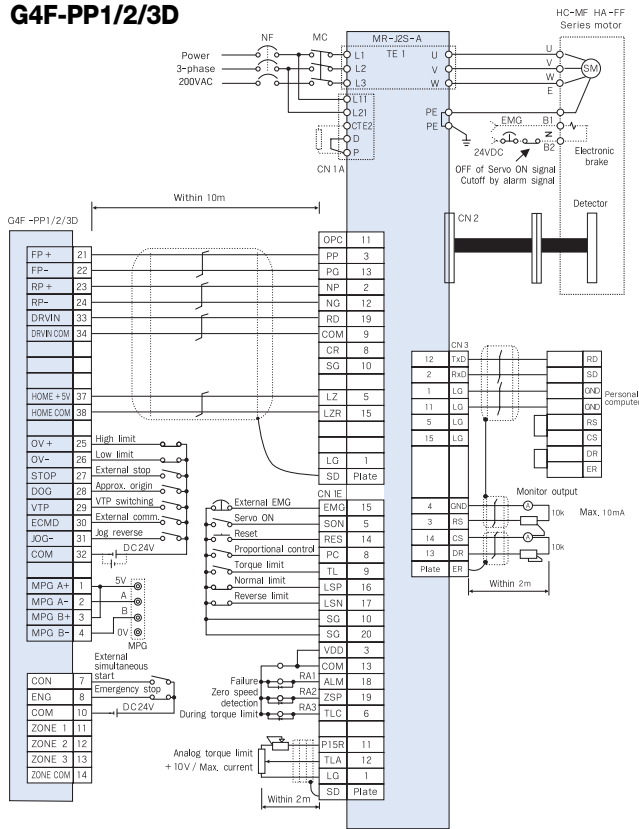 G4F-PP1/2/3D
HC-MF HA-FF
Series motor
NF
MC
MR-J2S-A
Power
3-phase
200VAC
L1
TE 1
U
U
L2
V
V
SM
L3
W
W
E
L11
L21
CTE2
D
P
PE
PE
EMG
B1
B2
24VDC
Electronic
brake
OFF of Servo ON signal
Cutoff by alarm signal
CN 1A
Within 10m
Detector
CN 2
G4F -PP1/2/3D
OPC 11
FP + 21
PP 3
FP- 22
PG 13
RP + 23
NP 2
RP- 24
NG 12
DRVIN 33
RD 19
DRVIN COM 34
COM 9
CR 8
SG 10
HOME +5V 37
LZ 5
HOME COM 38
LZR 15
LG 1
SD Plate
CN 3
12 TxD
RD
2 RxD
SD
1 LG
GND
11 LG
GND
5 LG
RS
15 LG
CS
DR
ER
Personal
computer
OV + 25 High limit
OV- 26 Low limit
STOP 27 External stop
DOG 28 Approx. origin
VTP 29 VTP switching
ECMD 30 External comm.
JOG- 31 Jog reverse
COM 32 DC24V
MPG A+ 1 5V
MPG A- 2 A
MPG B+ 3 B
MPG B- 4 0V
MPG
CN 1E
External EMG EMG 15
Servo ON SON 5
Reset RES 14
Proportional control PC 8
Torque limit TL 9
Normal limit LSP 16
Reverse limit LSN 17
SG 10
SG 20
VDD 3
COM 13
Failure RA1 ALM 18
Zero speed
detection RA2 ZSP 19
During torque limit RA3 TLC 6
Monitor output
4 GND A 10k
Max. 10mA
3 RS
14 CS A 10k
13 DR
Plate ER
Within 2m
External
simultaneous
start
CON 7
ENG 8 Emergency stop
COM 10 DC24V
ZONE 1 11
ZONE 2 12
ZONE 3 13
ZONE COM 14
Analog torque limit
+10V / Max. current
P15R 11
TLA 12
LG 1
SD Plate
Within 2m